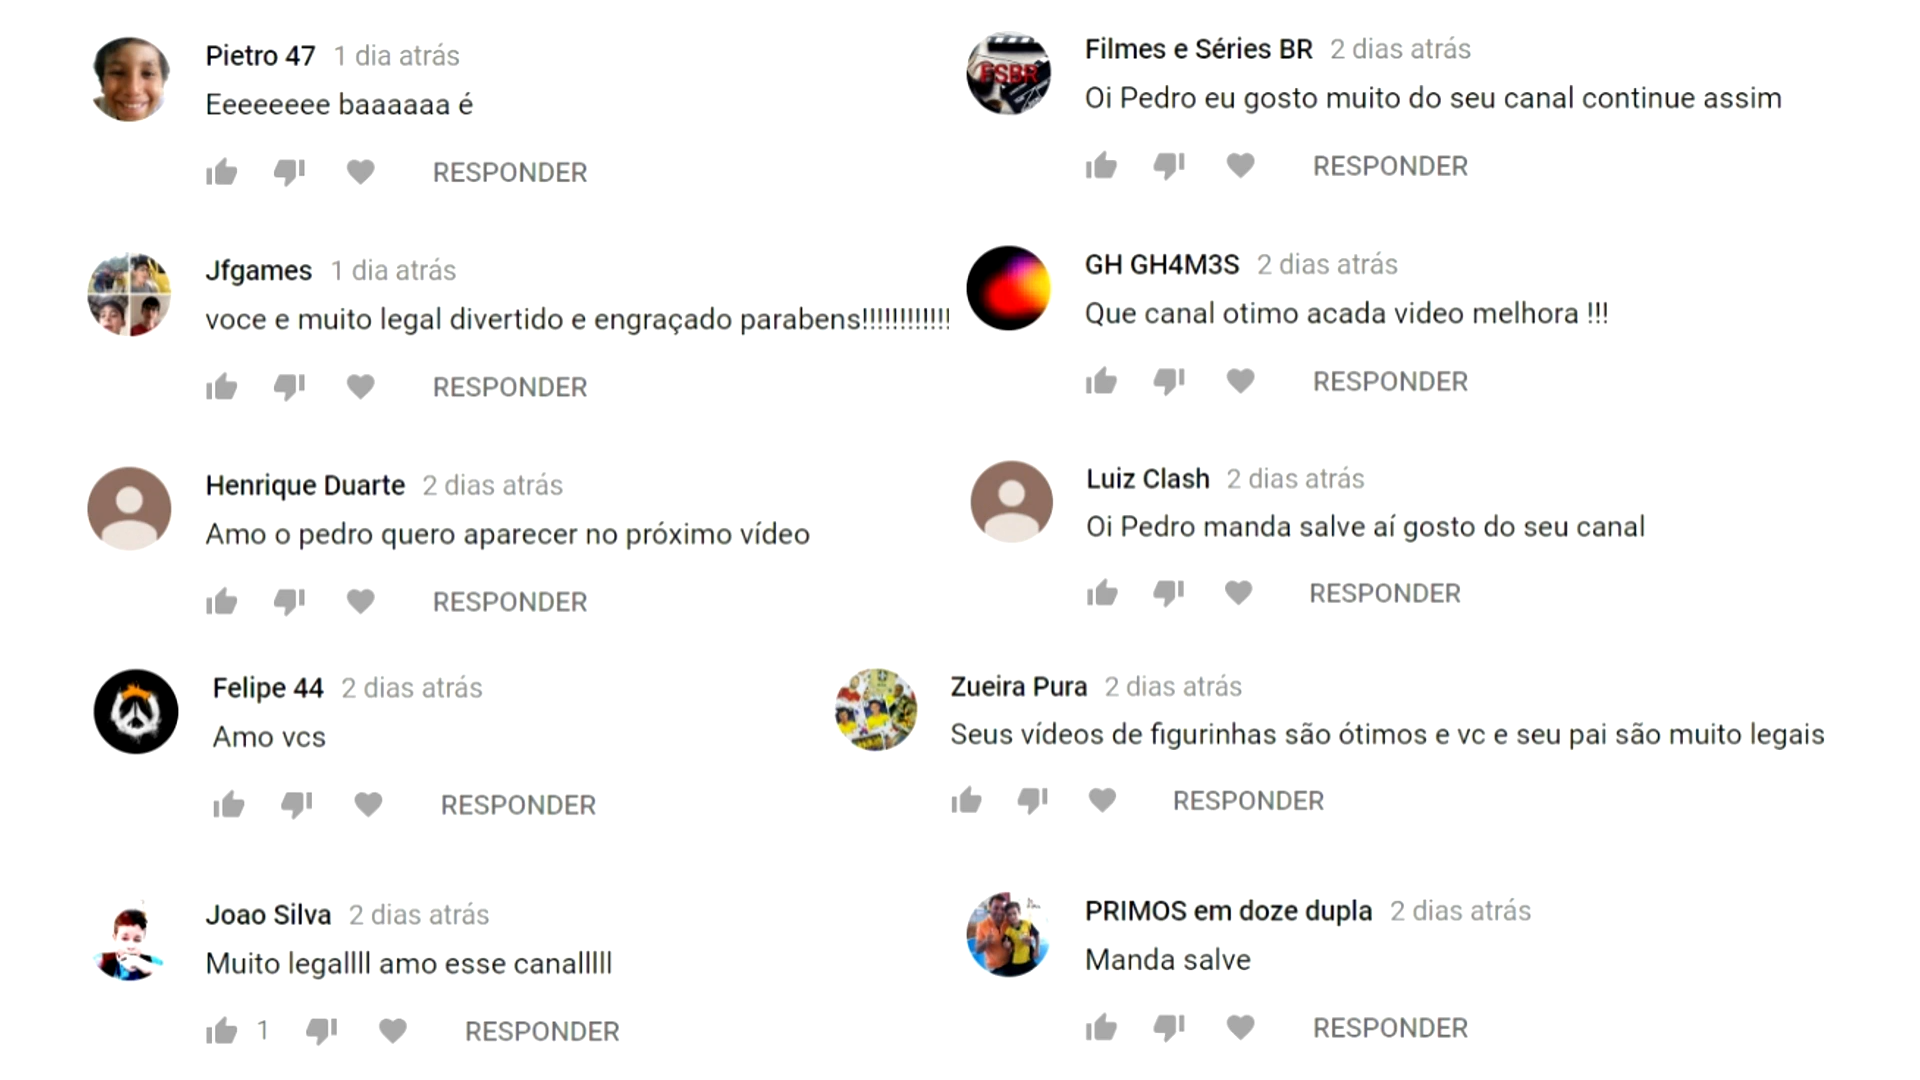 Pietro 47 1 dia atrás
Eeeeeeee baaaaaa é
RESPONDER
Jfgames 1 dia atrás
voce e muito legal divertido e engraçado parabens!!!!!!!!!!!!
RESPONDER
Henrique Duarte 2 dias atrás
Amo o pedro quero aparecer no próximo vídeo
RESPONDER
Felipe 44 2 dias atrás
Amo vcs
RESPONDER
Joao Silva 2 dias atrás
Muito legallll amo esse canalllll
1 RESPONDER
FSBR
Filmes e Séries BR 2 dias atrás
Oi Pedro eu gosto muito do seu canal continue assim
RESPONDER
GH GH4M3S 2 dias atrás
Que canal otimo acada video melhora !!!
RESPONDER
Luiz Clash 2 dias atrás
Oi Pedro manda salve aí gosto do seu canal
RESPONDER
Zueira Pura 2 dias atrás
Seus vídeos de figurinhas são ótimos e vc e seu pai são muito legais
RESPONDER
PRIMOS em doze dupla 2 dias atrás
Manda salve
RESPONDER